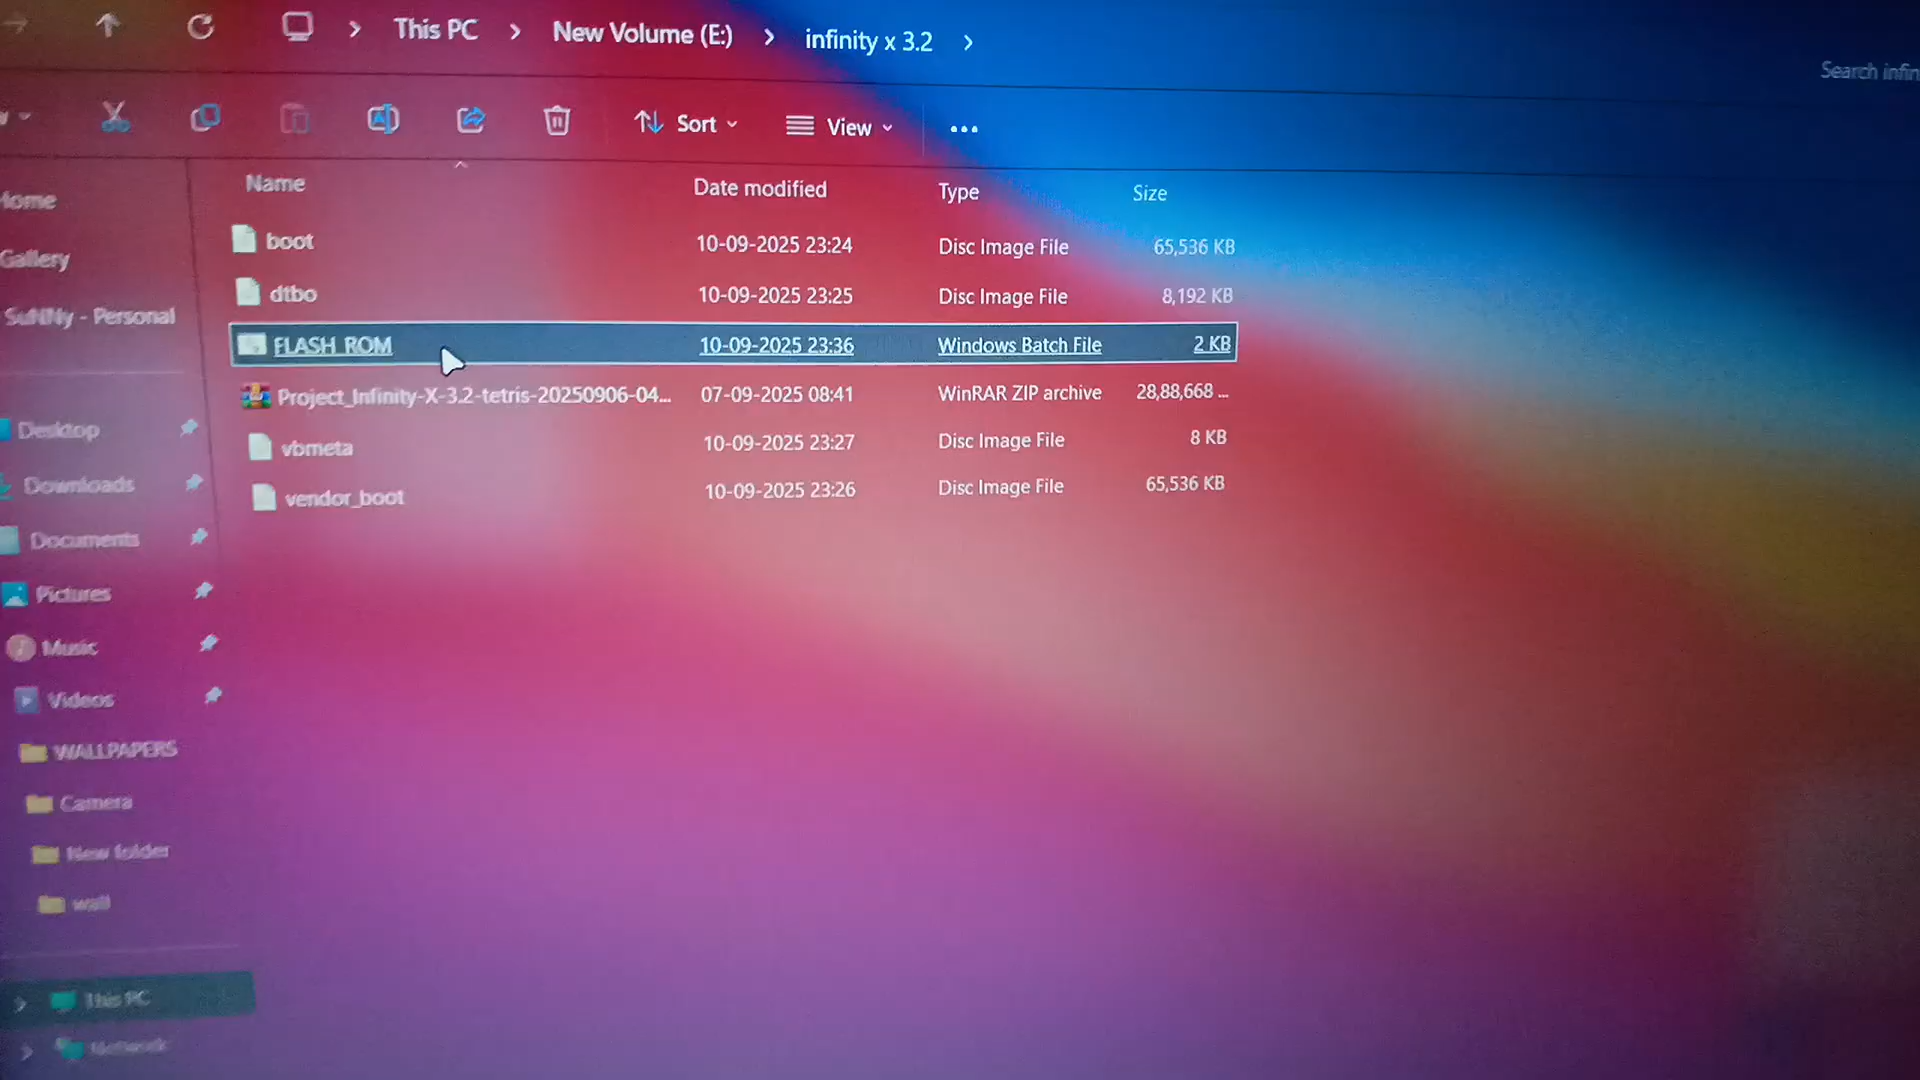 This PC > New Volume (E:) > infinity x 3.2 >
Search infin
Sort
View
Name Date modified Type Size
boot 10-09-2025 23:24 Disc Image File 65,536 KB
dtbo 10-09-2025 23:25 Disc Image File 8,192 KB
FLASH_ROM 10-09-2025 23:36 Windows Batch File 2 KB
Project_Infinity-X-3.2-tetris-20250906-04... 07-09-2025 08:41 WinRAR ZIP archive 28,88,668 ...
vbmeta 10-09-2025 23:27 Disc Image File 8 KB
vendor_boot 10-09-2025 23:26 Disc Image File 65,536 KB
Home
Gallery
SuNNy - Personal
Desktop
Downloads
Documents
Pictures
Music
Videos
WALLPAPERS
Camera
New folder
wall
This PC
Network